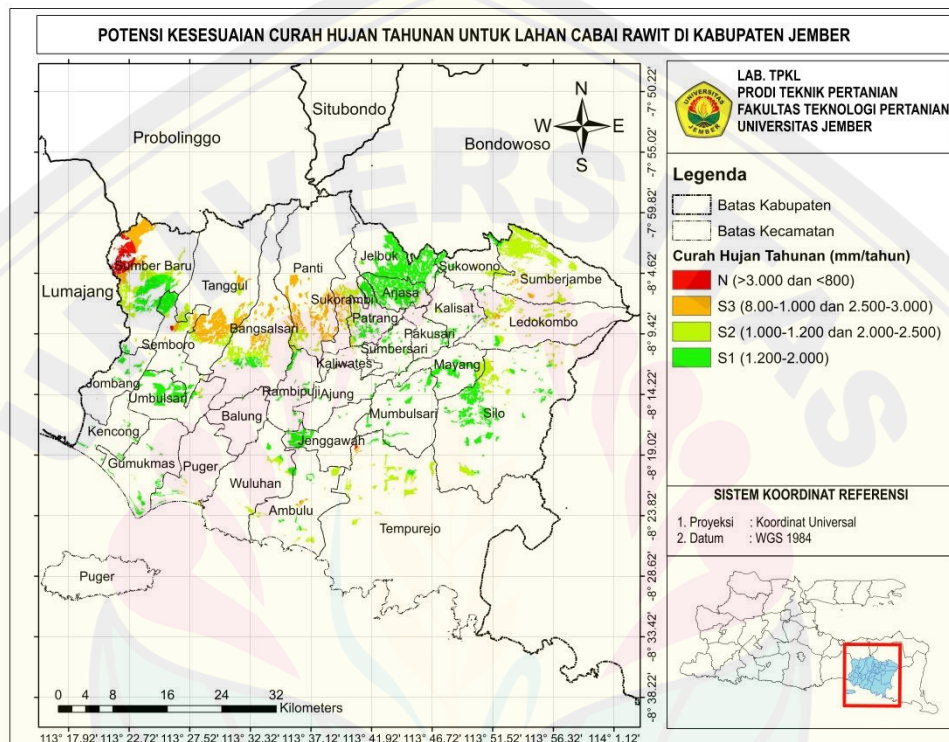 POTENSI KESESUAIAN CURAH HUJAN TAHUNAN UNTUK LAHAN CABAI RAWIT DI KABUPATEN JEMBER
Situbondo
Probolinggo
Bondowoso
N
W E
S
Jelbuk
Sumber Baru
Panti
Sukowono
Tanggul
Sumberjambe
Lumajang
Sukorambi
Arjasa
Kalisat
Patrang
Bangsalsari
Ledokombo
Pakusari
Semboro
Sumbersari
Kaliwates
Mayang
Jombang
Umbulsari
Rambipuji
Ajung
Balung
Mumbulsari
Silo
Kencong
Jenggawah
Gumukmas
Puger
Wuluhan
Ambulu
Tempurejo
Puger
0 4 8 16 24 32
Kilometers
113° 17.92' 113° 22.72' 113° 27.52' 113° 32.32' 113° 37.12' 113° 41.92' 113° 46.72' 113° 51.52' 113° 56.32' 114° 1.12'
-7° 50.22'
-7° 55.02'
-7° 59.82'
-8° 4.62'
-8° 9.42'
-8° 14.22'
-8° 19.02'
-8° 23.82'
-8° 28.62'
-8° 33.42'
-8° 38.22'
UNIVERSITAS
JEMBER
LAB. TPKL
PRODI TEKNIK PERTANIAN
FAKULTAS TEKNOLOGI PERTANIAN
UNIVERSITAS JEMBER
Legenda
Batas Kabupaten
Batas Kecamatan
Curah Hujan Tahunan (mm/tahun)
N (>3.000 dan <800)
S3 (8.00-1.000 dan 2.500-3.000)
S2 (1.000-1.200 dan 2.000-2.500)
S1 (1.200-2.000)
SISTEM KOORDINAT REFERENSI
1. Proyeksi : Koordinat Universal
2. Datum : WGS 1984
UNIVERSITAS